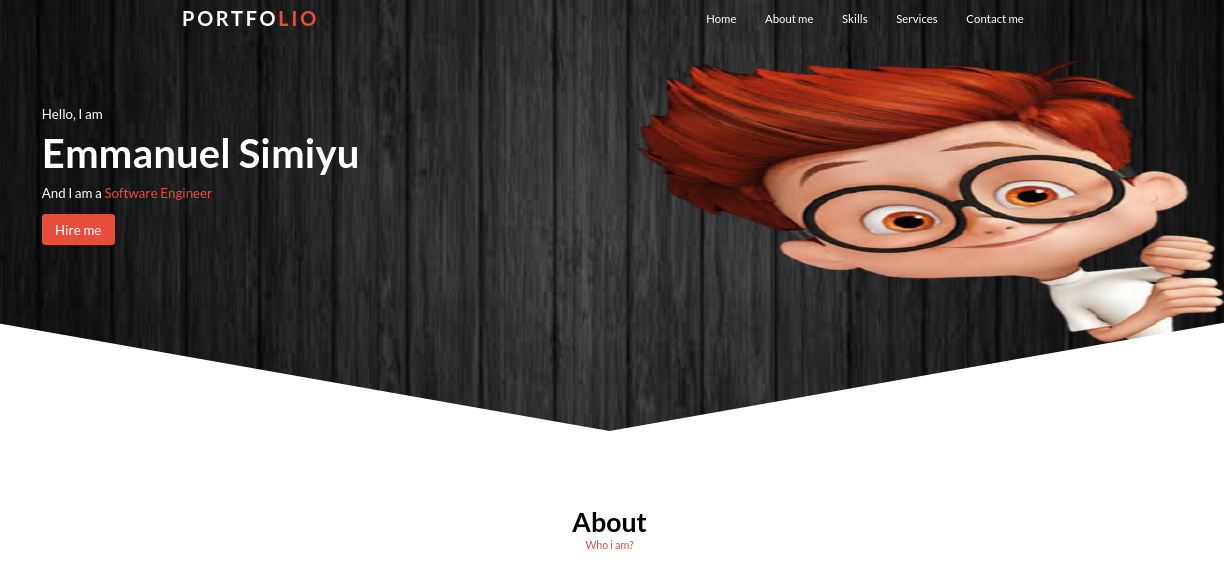 PORTFOLIO
Home About me Skills Services Contact me
Hello, I am
Emmanuel Simiyu
And I am a Software Engineer
Hire me
About
Who i am?